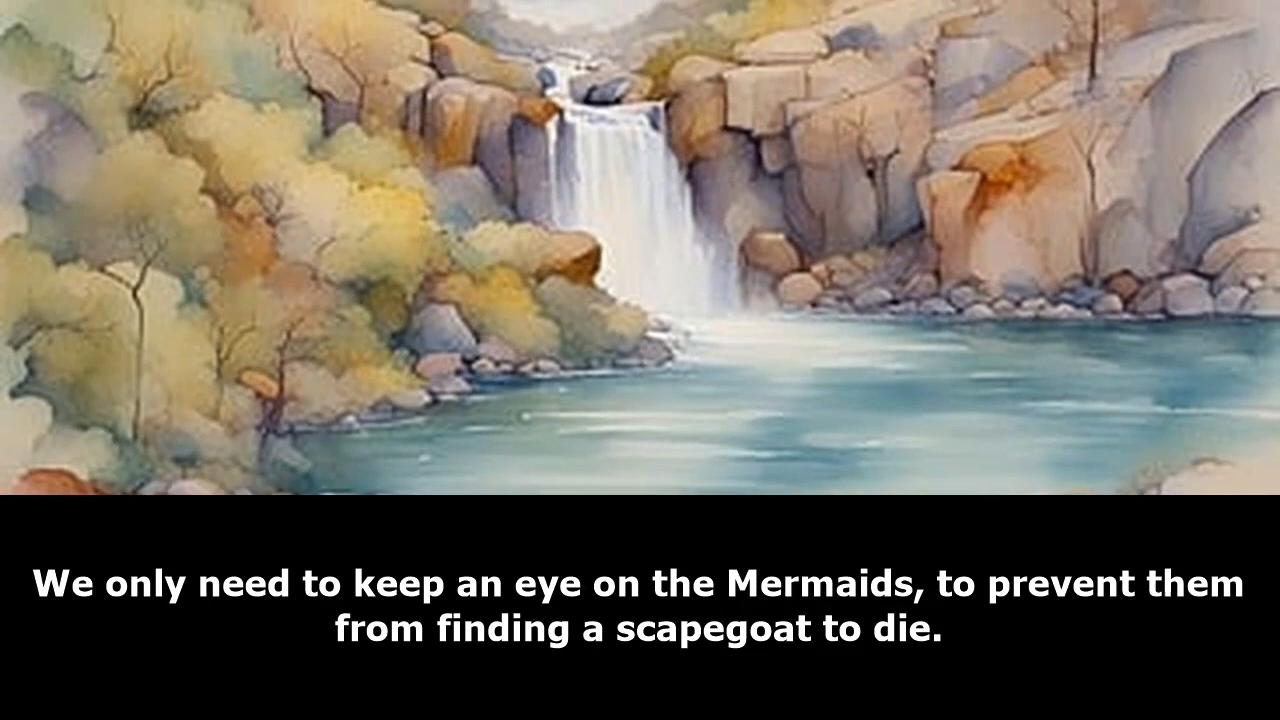 We only need to keep an eye on the Mermaids, to prevent them
from finding a scapegoat to die.